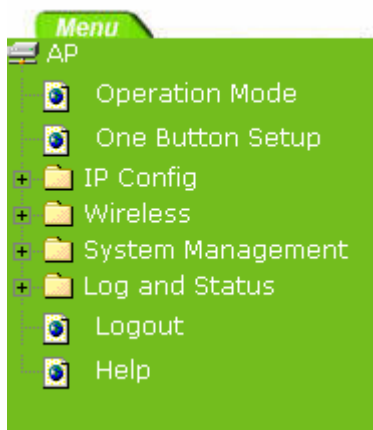 Menu
AP
Operation Mode
One Button Setup
IP Config
Wireless
System Management
Log and Status
Logout
Help